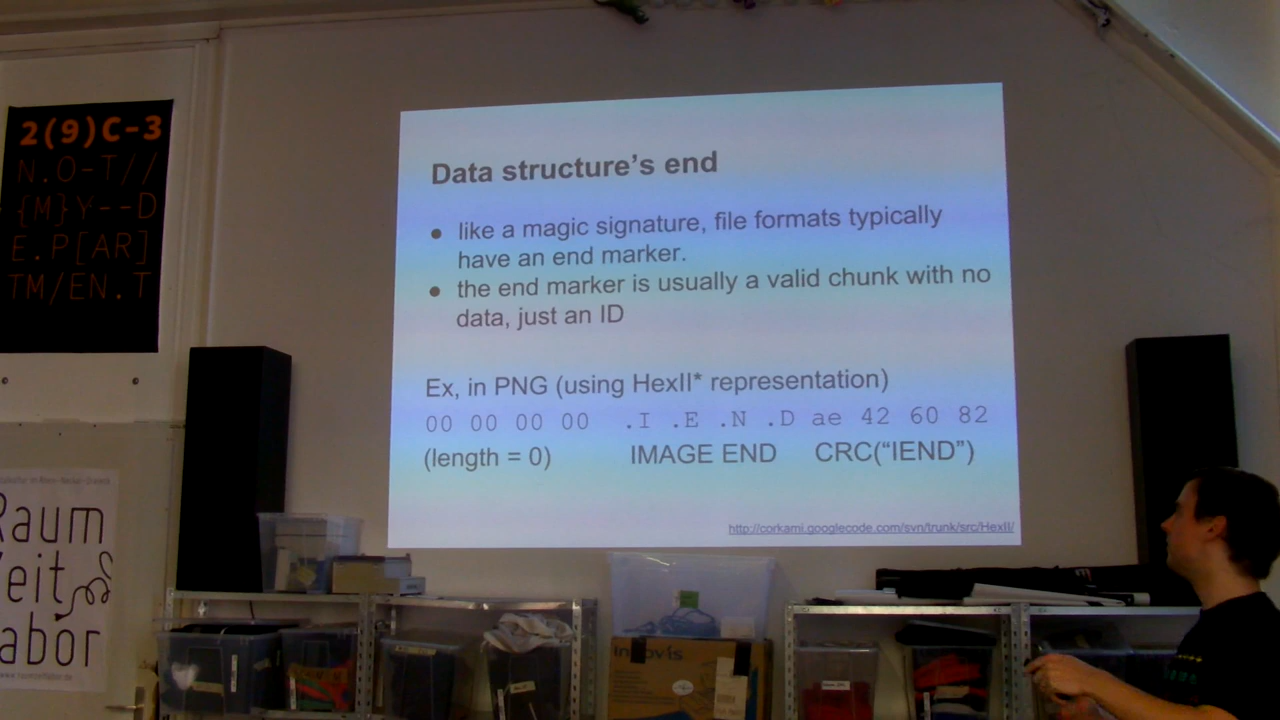 2(9)C-3
N.O-T//
{M}Y--D
E.P[AR]
TM/EN.T
Data structure's end
● like a magic signature, file formats typically
have an end marker.
● the end marker is usually a valid chunk with no
data, just an ID
Ex, in PNG (using HexII* representation)
00 00 00 00 .I .E .N .D ae 42 60 82
(length = 0) IMAGE END CRC("IEND")
http://corkami.googlecode.com/svn/trunk/src/HexII/
Raum
Zeit
Labor